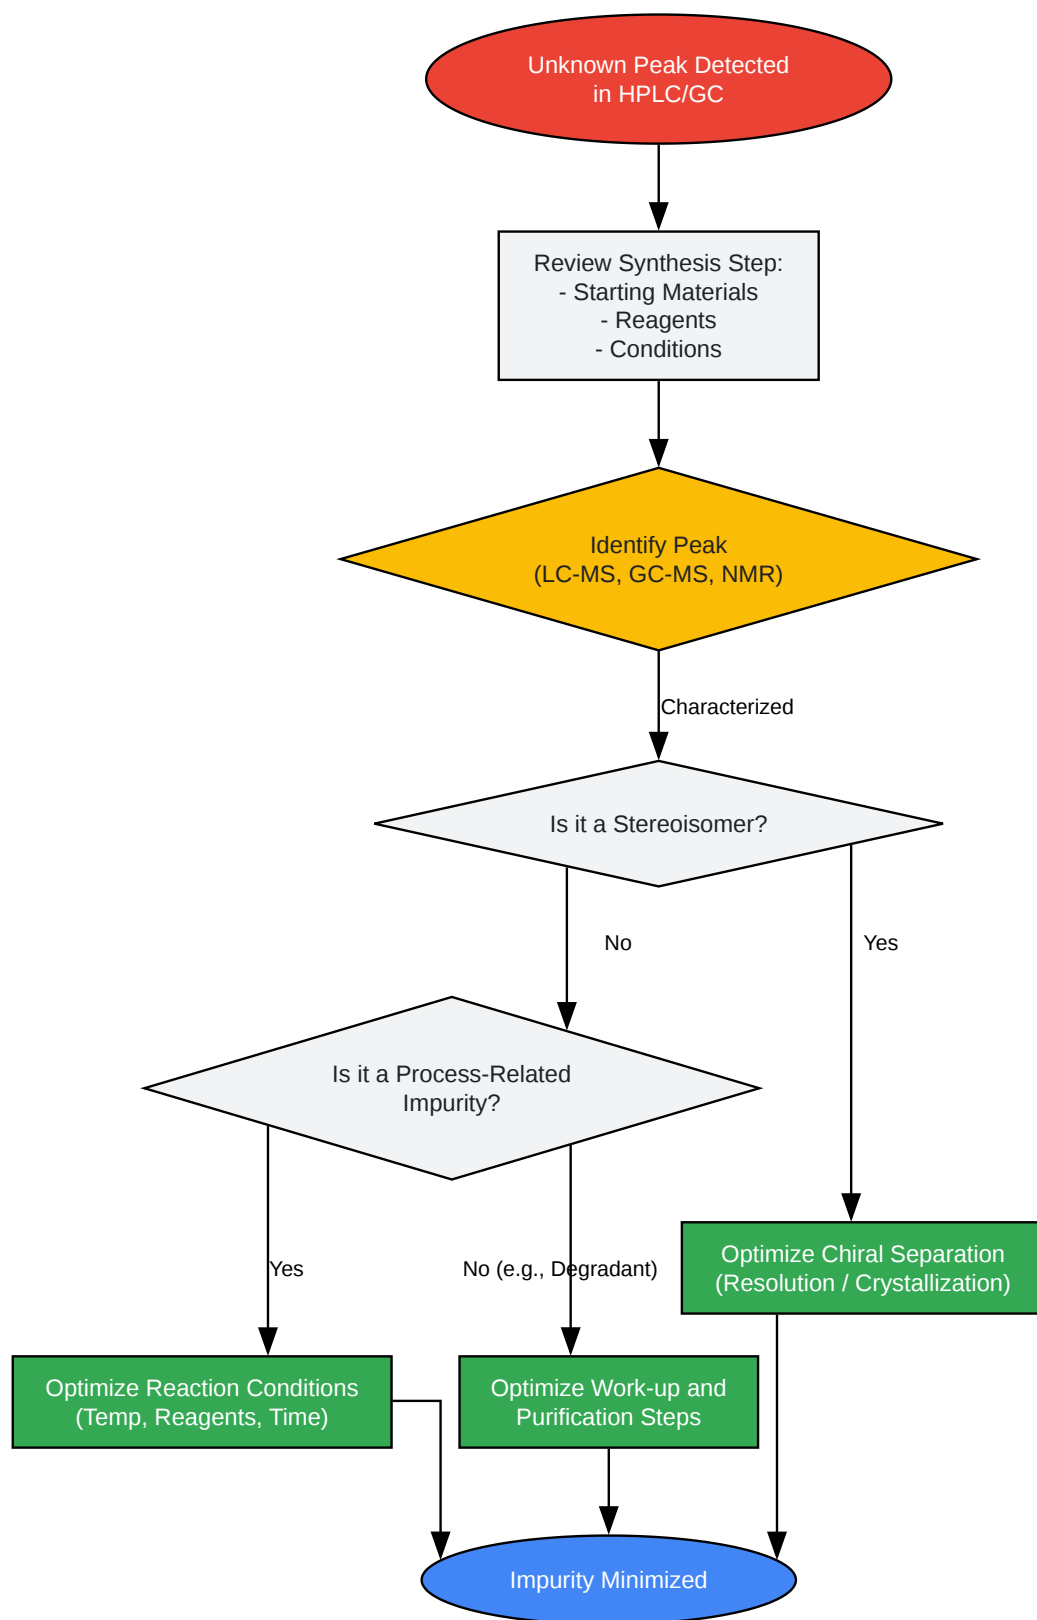 Unknown Peak Detected
in HPLC/GC
Review Synthesis Step:
- Starting Materials
- Reagents
- Conditions
Identify Peak
(LC-MS, GC-MS, NMR)
Characterized
Is it a Stereoisomer?
No
Yes
Is it a Process-Related
Impurity?
Yes
No (e.g., Degradant)
Optimize Chiral Separation
(Resolution / Crystallization)
Optimize Reaction Conditions
(Temp, Reagents, Time)
Optimize Work-up and
Purification Steps
Impurity Minimized